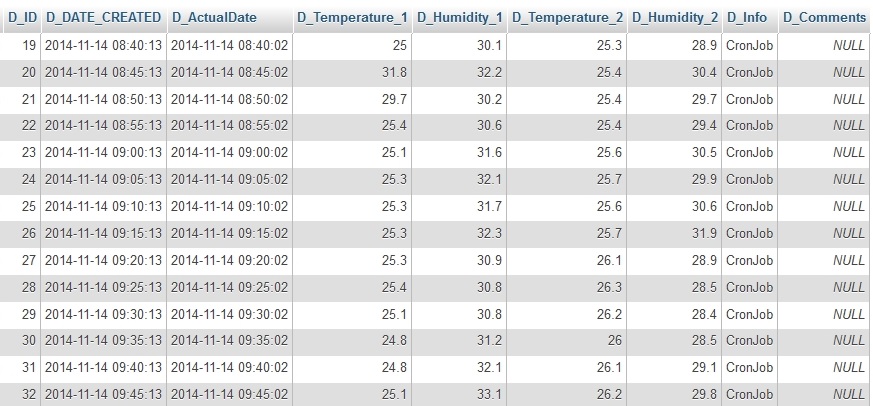 D_ID D_DATE_CREATED D_ActualDate D_Temperature_1 D_Humidity_1 D_Temperature_2 D_Humidity_2 D_Info D_Comments
19 2014-11-14 08:40:13 2014-11-14 08:40:02 25 30.1 25.3 28.9 CronJob NULL
20 2014-11-14 08:45:13 2014-11-14 08:45:02 31.8 32.2 25.4 30.4 CronJob NULL
21 2014-11-14 08:50:13 2014-11-14 08:50:02 29.7 30.2 25.4 29.7 CronJob NULL
22 2014-11-14 08:55:13 2014-11-14 08:55:02 25.4 30.6 25.4 29.4 CronJob NULL
23 2014-11-14 09:00:13 2014-11-14 09:00:02 25.1 31.6 25.6 30.5 CronJob NULL
24 2014-11-14 09:05:13 2014-11-14 09:05:02 25.3 32.1 25.7 29.9 CronJob NULL
25 2014-11-14 09:10:13 2014-11-14 09:10:02 25.3 31.7 25.6 30.6 CronJob NULL
26 2014-11-14 09:15:13 2014-11-14 09:15:02 25.3 32.3 25.7 31.9 CronJob NULL
27 2014-11-14 09:20:13 2014-11-14 09:20:02 25.3 30.9 26.1 28.9 CronJob NULL
28 2014-11-14 09:25:13 2014-11-14 09:25:02 25.4 30.8 26.3 28.5 CronJob NULL
29 2014-11-14 09:30:13 2014-11-14 09:30:02 25.1 30.8 26.2 28.4 CronJob NULL
30 2014-11-14 09:35:13 2014-11-14 09:35:02 24.8 31.2 26 28.5 CronJob NULL
31 2014-11-14 09:40:13 2014-11-14 09:40:02 24.8 32.1 26.1 29.1 CronJob NULL
32 2014-11-14 09:45:13 2014-11-14 09:45:02 25.1 33.1 26.2 29.8 CronJob NULL